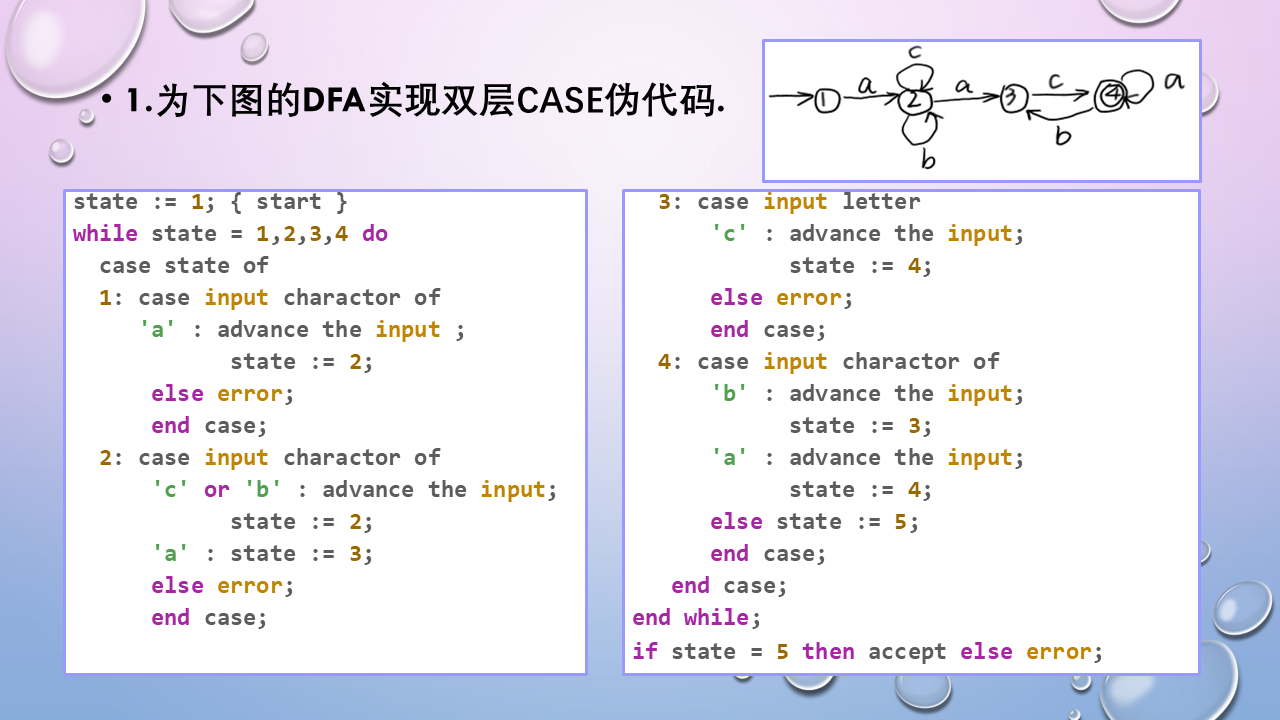 • 1.为下图的DFA实现双层CASE伪代码.
c
a a c a
1 2 3 4
b b
state := 1; { start }
while state = 1,2,3,4 do
case state of
1: case input charactor of
'a' : advance the input ;
state := 2;
else error;
end case;
2: case input charactor of
'c' or 'b' : advance the input;
state := 2;
'a' : state := 3;
else error;
end case;
3: case input letter
'c' : advance the input;
state := 4;
else error;
end case;
4: case input charactor of
'b' : advance the input;
state := 3;
'a' : advance the input;
state := 4;
else state := 5;
end case;
end case;
end while;
if state = 5 then accept else error;